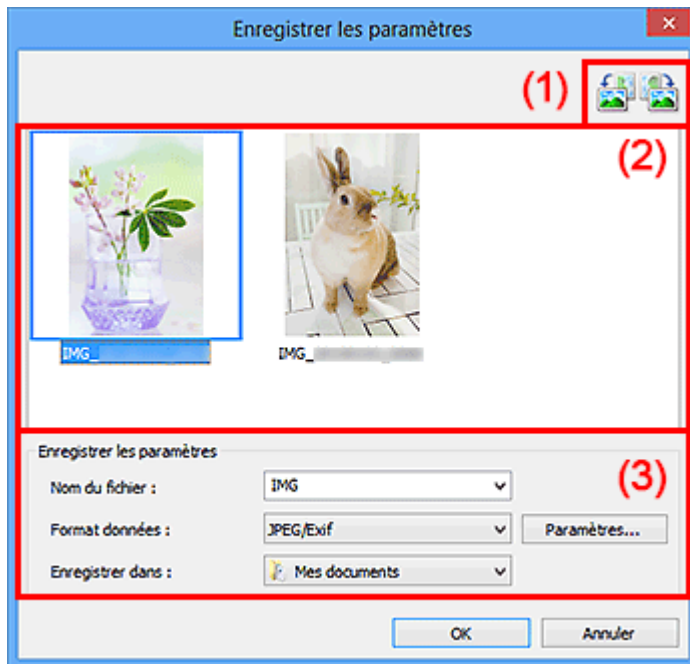 Enregistrer les paramètres
(1)
(2)
IMG_
IMG_
Enregistrer les paramètres
(3)
Nom du fichier :
IMG
Format données :
JPEG/Exif
Paramètres...
Enregistrer dans :
Mes documents
OK
Annuler